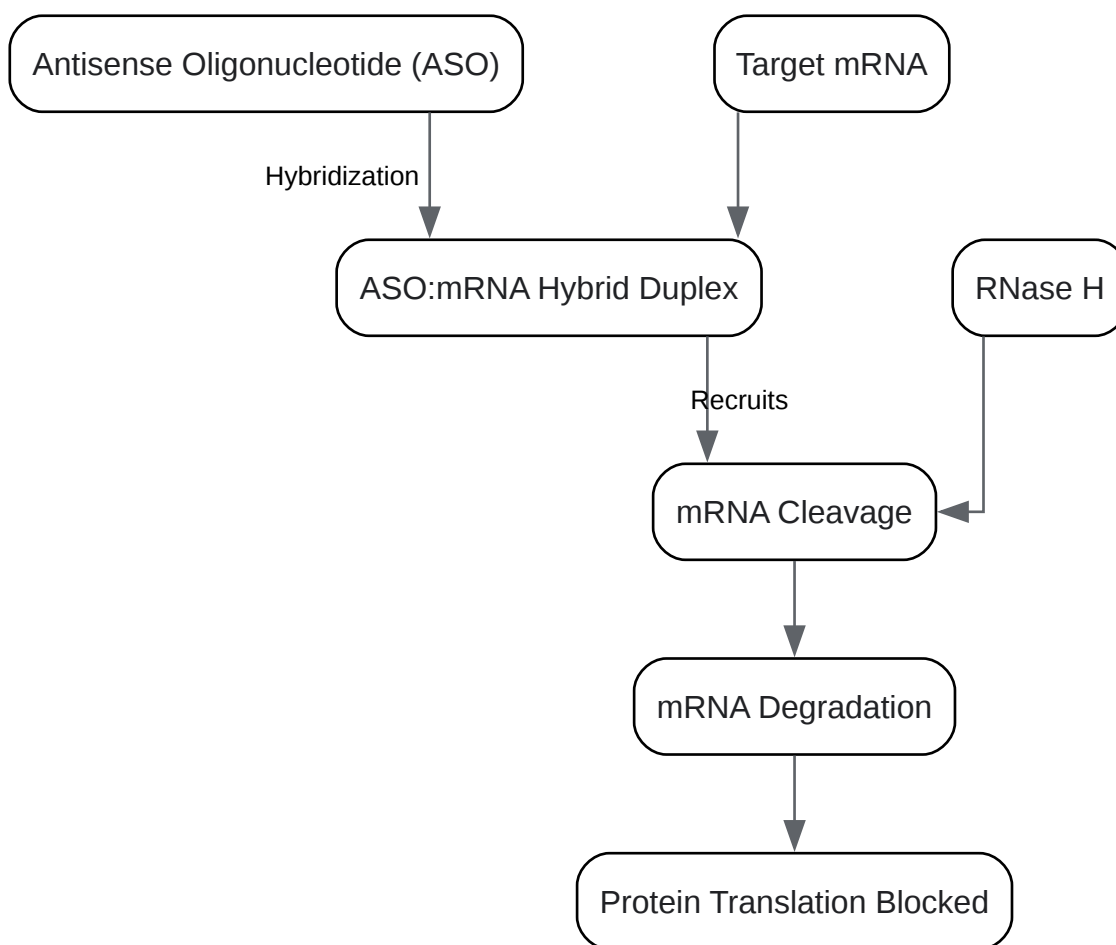 Antisense Oligonucleotide (ASO)
Target mRNA
Hybridization
ASO:mRNA Hybrid Duplex
RNase H
Recruits
mRNA Cleavage
mRNA Degradation
Protein Translation Blocked